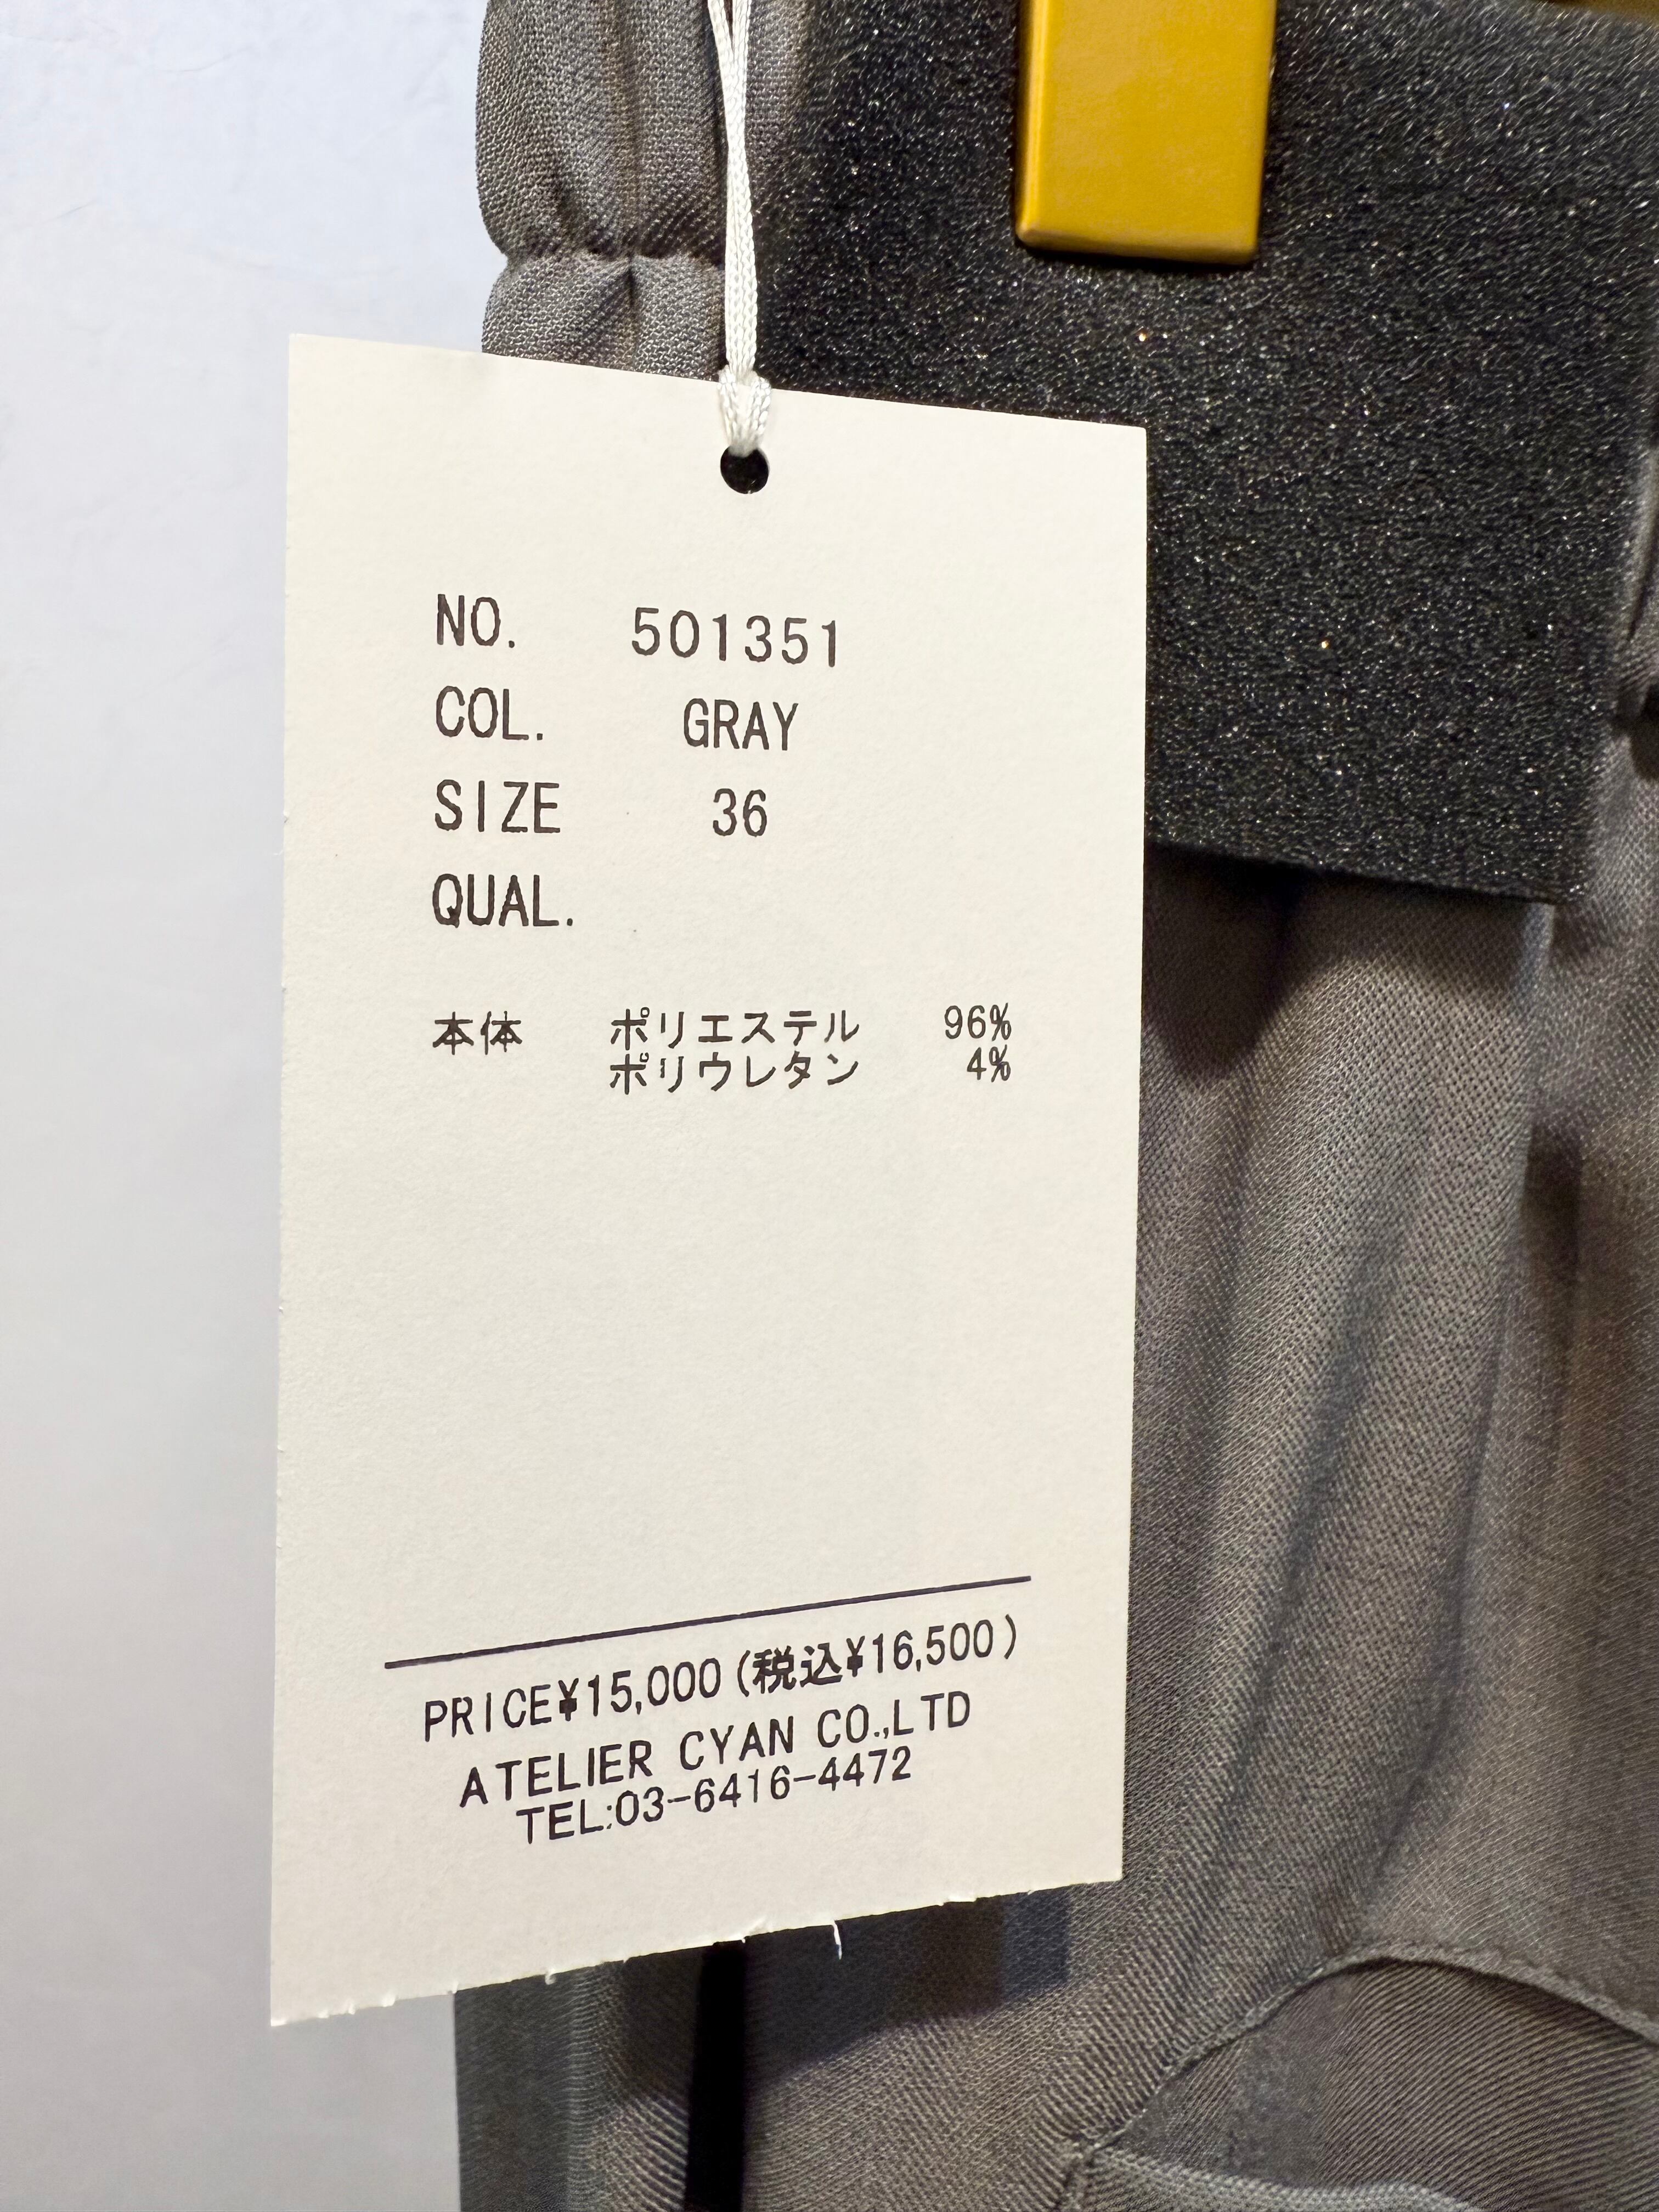 NO. 501351
COL. GRAY
SIZE 36
QUAL.
本体 ポリエステル 96%
ポリウレタン 4%
PRICE¥15,000(税込¥16,500)
ATELIER CYAN CO.,LTD
TEL:03-6416-4472